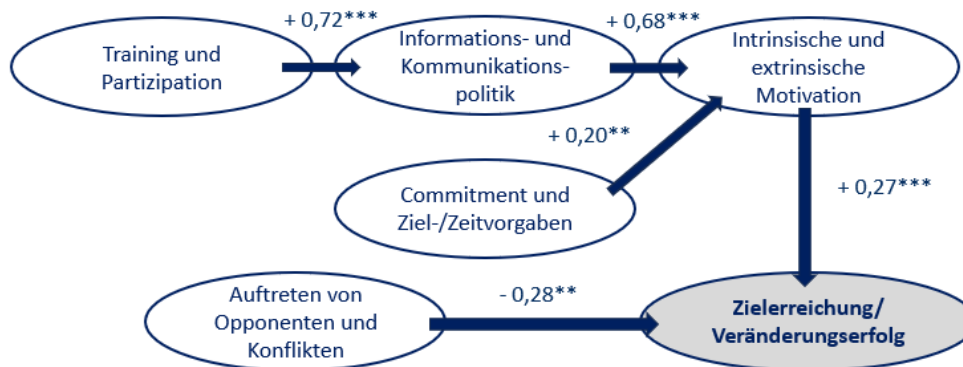 + 0,72***
+ 0,68***
Training und
Partizipation
Informations- und
Kommunikations-
politik
Intrinsische und
extrinsische
Motivation
+ 0,20**
Commitment und
Ziel-/Zeitvorgaben
+ 0,27***
Auftreten von
Opponenten und
Konflikten
- 0,28**
Zielerreichung/
Veränderungserfolg